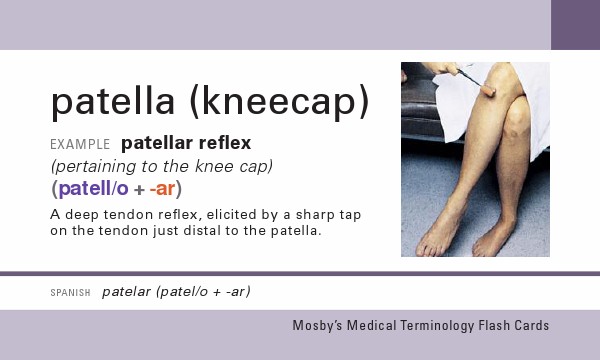 patella (kneecap)
EXAMPLE patellar reflex
(pertaining to the knee cap)
(patell/o + -ar)
A deep tendon reflex, elicited by a sharp tap
on the tendon just distal to the patella.
SPANISH patelar (patel/o + -ar)
Mosby's Medical Terminology Flash Cards